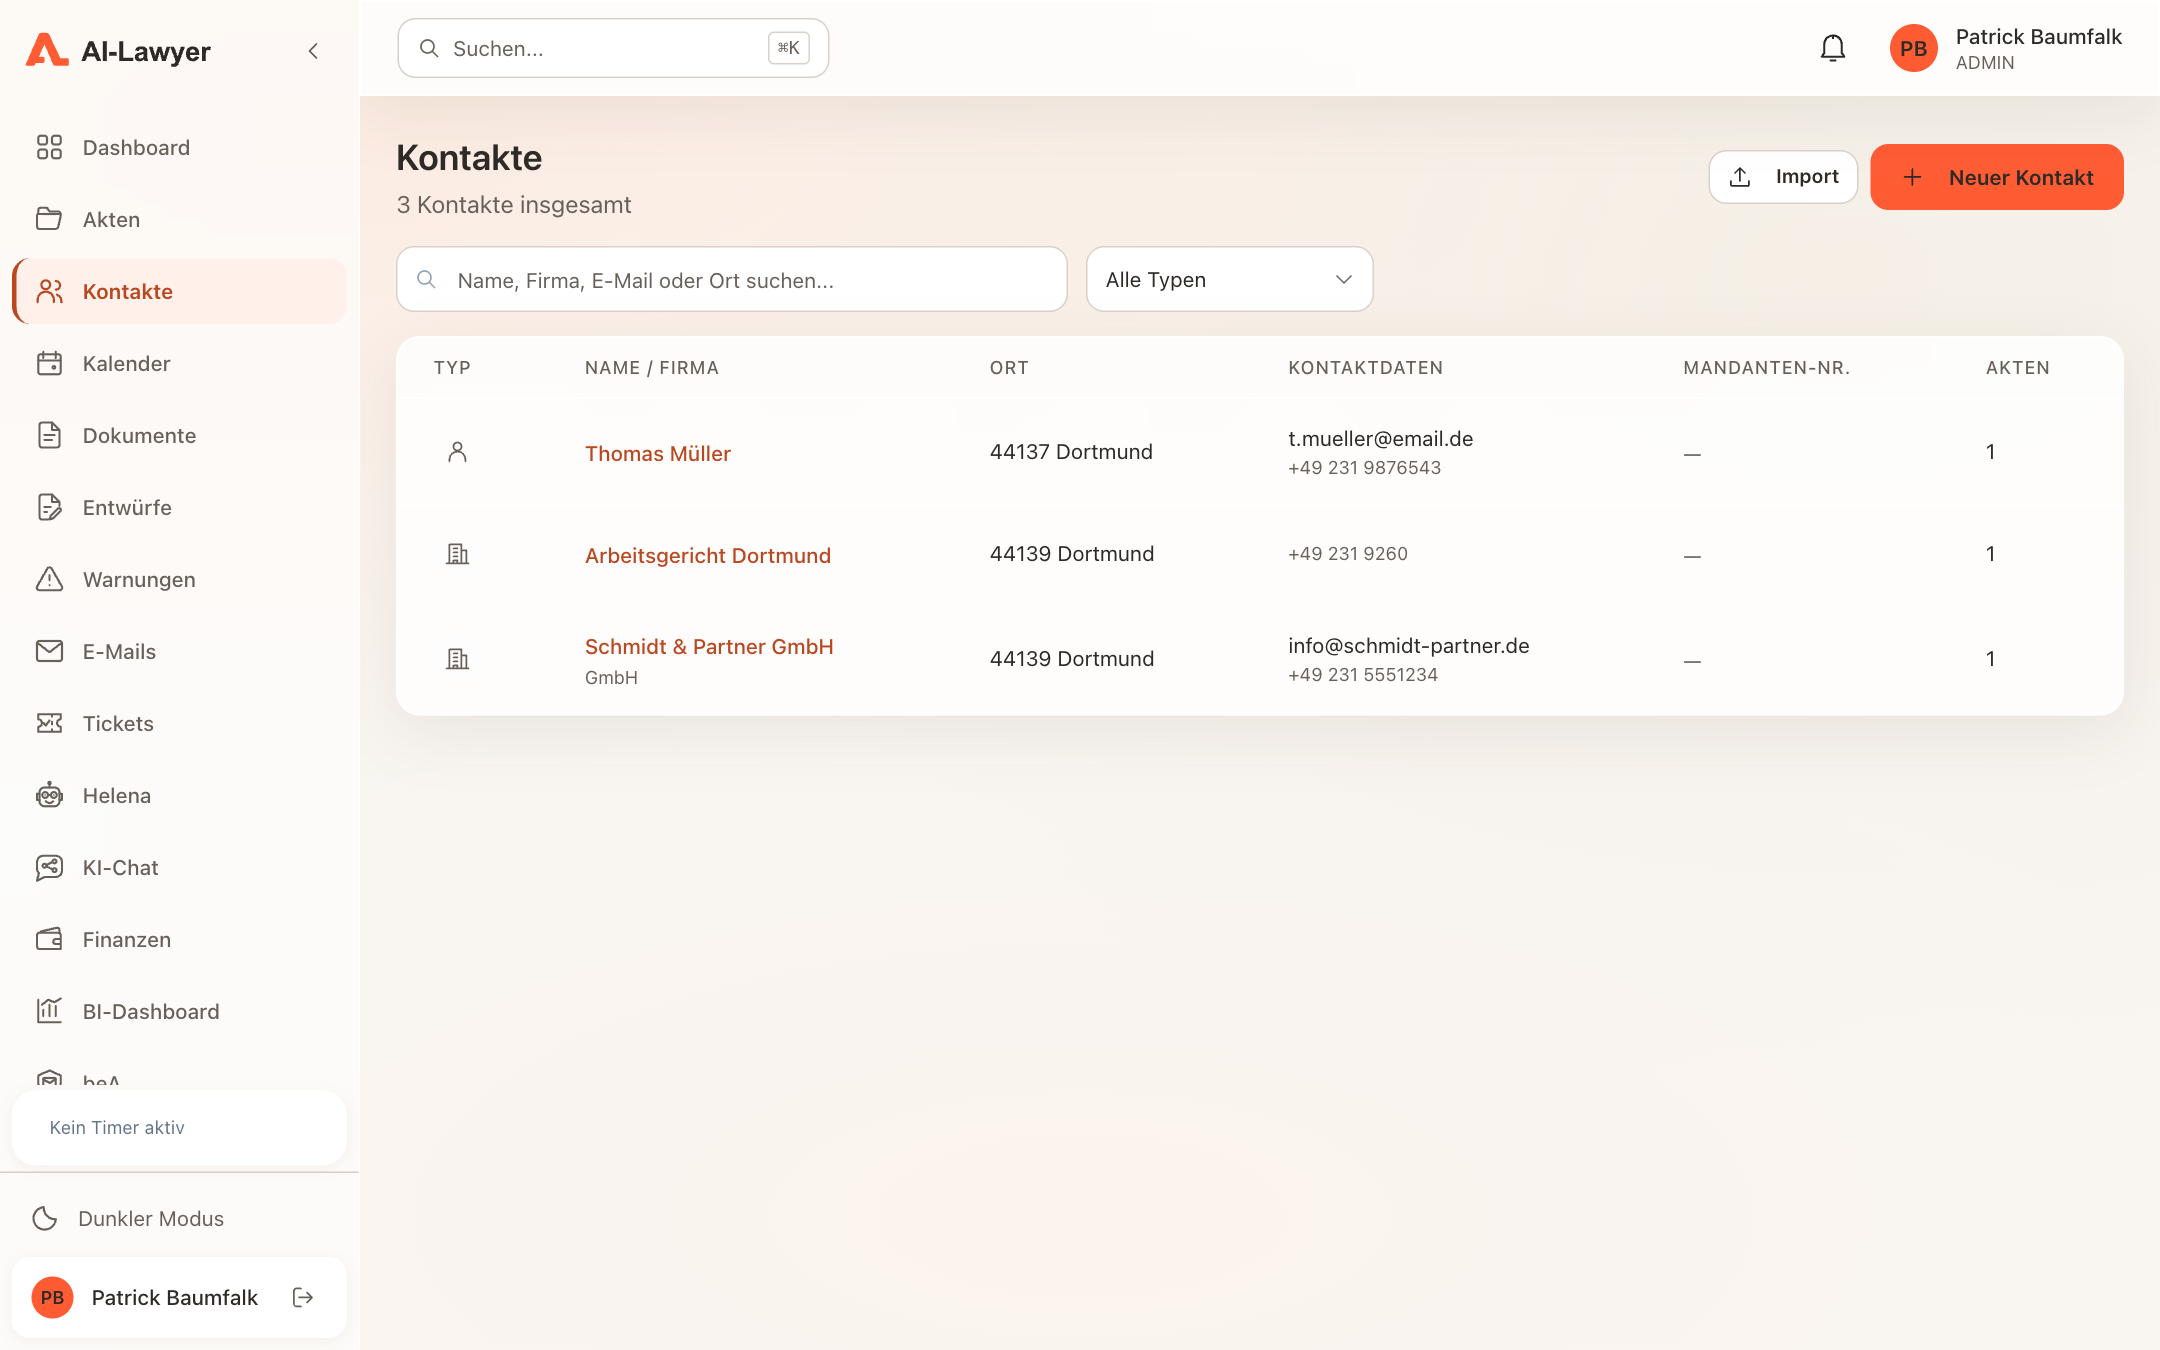 AI-Lawyer
Suchen...
⌘K
PB
Patrick Baumfalk
ADMIN
Dashboard
Akten
Kontakte
Kalender
Dokumente
Entwürfe
Warnungen
E-Mails
Tickets
Helena
KI-Chat
Finanzen
BI-Dashboard
beA
Kein Timer aktiv
Dunkler Modus
PB
Patrick Baumfalk
Kontakte
3 Kontakte insgesamt
Import
Neuer Kontakt
Name, Firma, E-Mail oder Ort suchen...
Alle Typen
TYP NAME / FIRMA ORT KONTAKTDATEN MANDANTEN-NR. AKTEN
Thomas Müller 44137 Dortmund t.mueller@email.de — 1
+49 231 9876543
Arbeitsgericht Dortmund 44139 Dortmund +49 231 9260 — 1
Schmidt & Partner GmbH 44139 Dortmund info@schmidt-partner.de — 1
GmbH +49 231 5551234